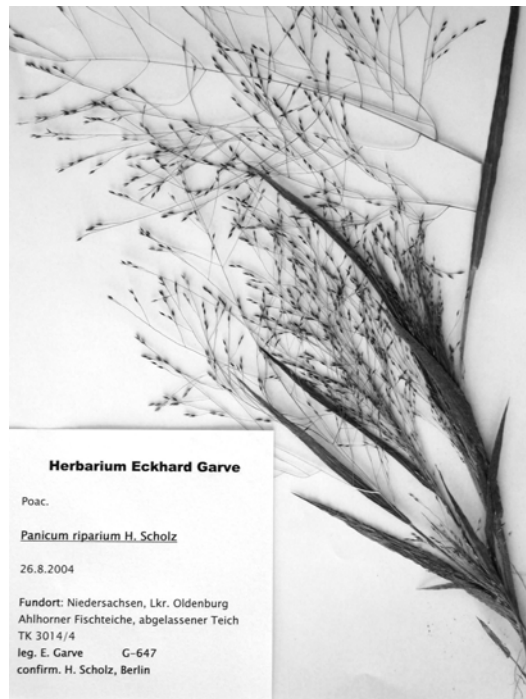 Herbarium Eckhard Garve
Poac.
Panicum riparium H. Scholz
26.8.2004
Fundort: Niedersachsen, Lkr. Oldenburg
Ahlhorner Fischteiche, abgelassener Teich
TK 3014/4
leg. E. Garve G-647
confirm. H. Scholz, Berlin